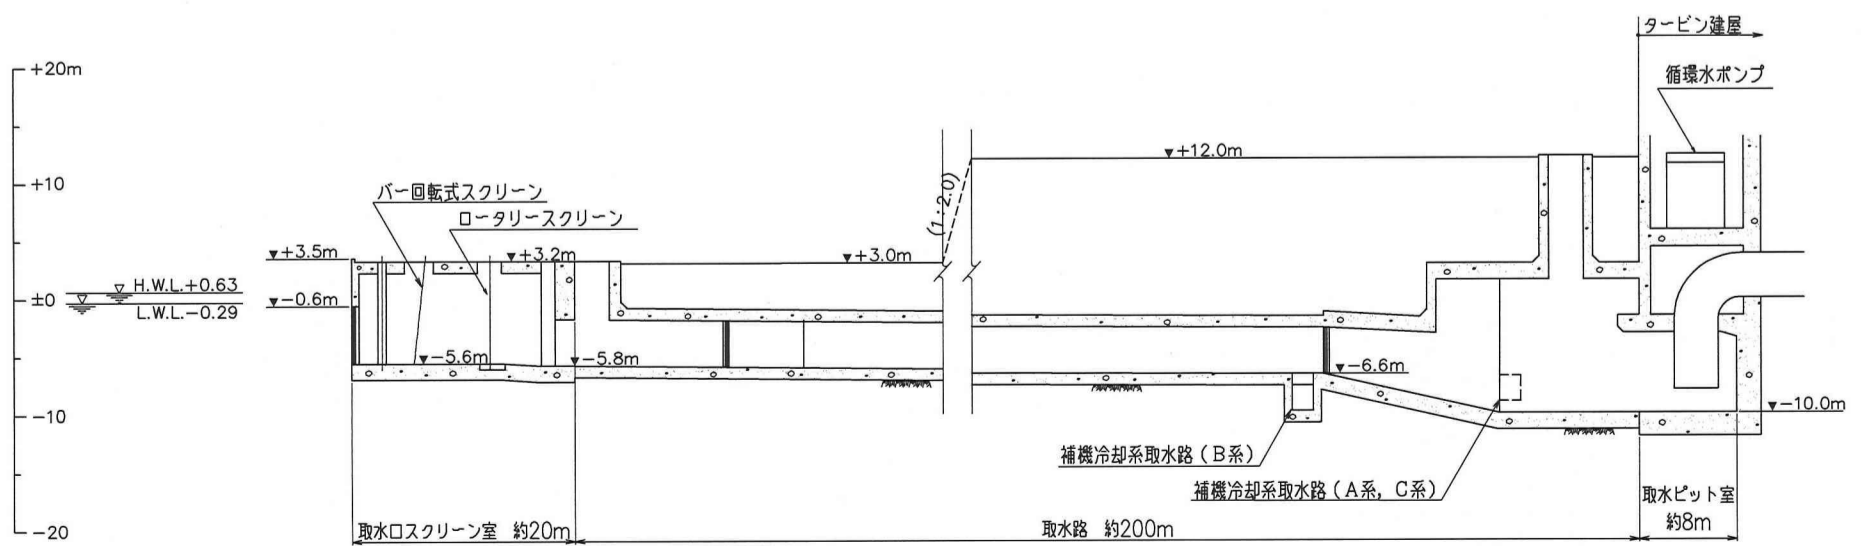 タービン建屋
+20m
循環水ポンプ
▼+12.0m
+10
バー回転式スクリーン
(1:2.0)
ロータリースクリーン
▼+3.5m
▼+3.2m
▼+3.0m
H.W.L.+0.63
±0
▼-0.6m
L.W.L.-0.29
▼-5.6m
▼-5.8m
▼-6.6m
-10
▼-10.0m
補機冷却系取水路(B系)
補機冷却系取水路(A系, C系)
取水ピット室
約8m
-20
取水口スクリーン室 約20m
取水路 約200m